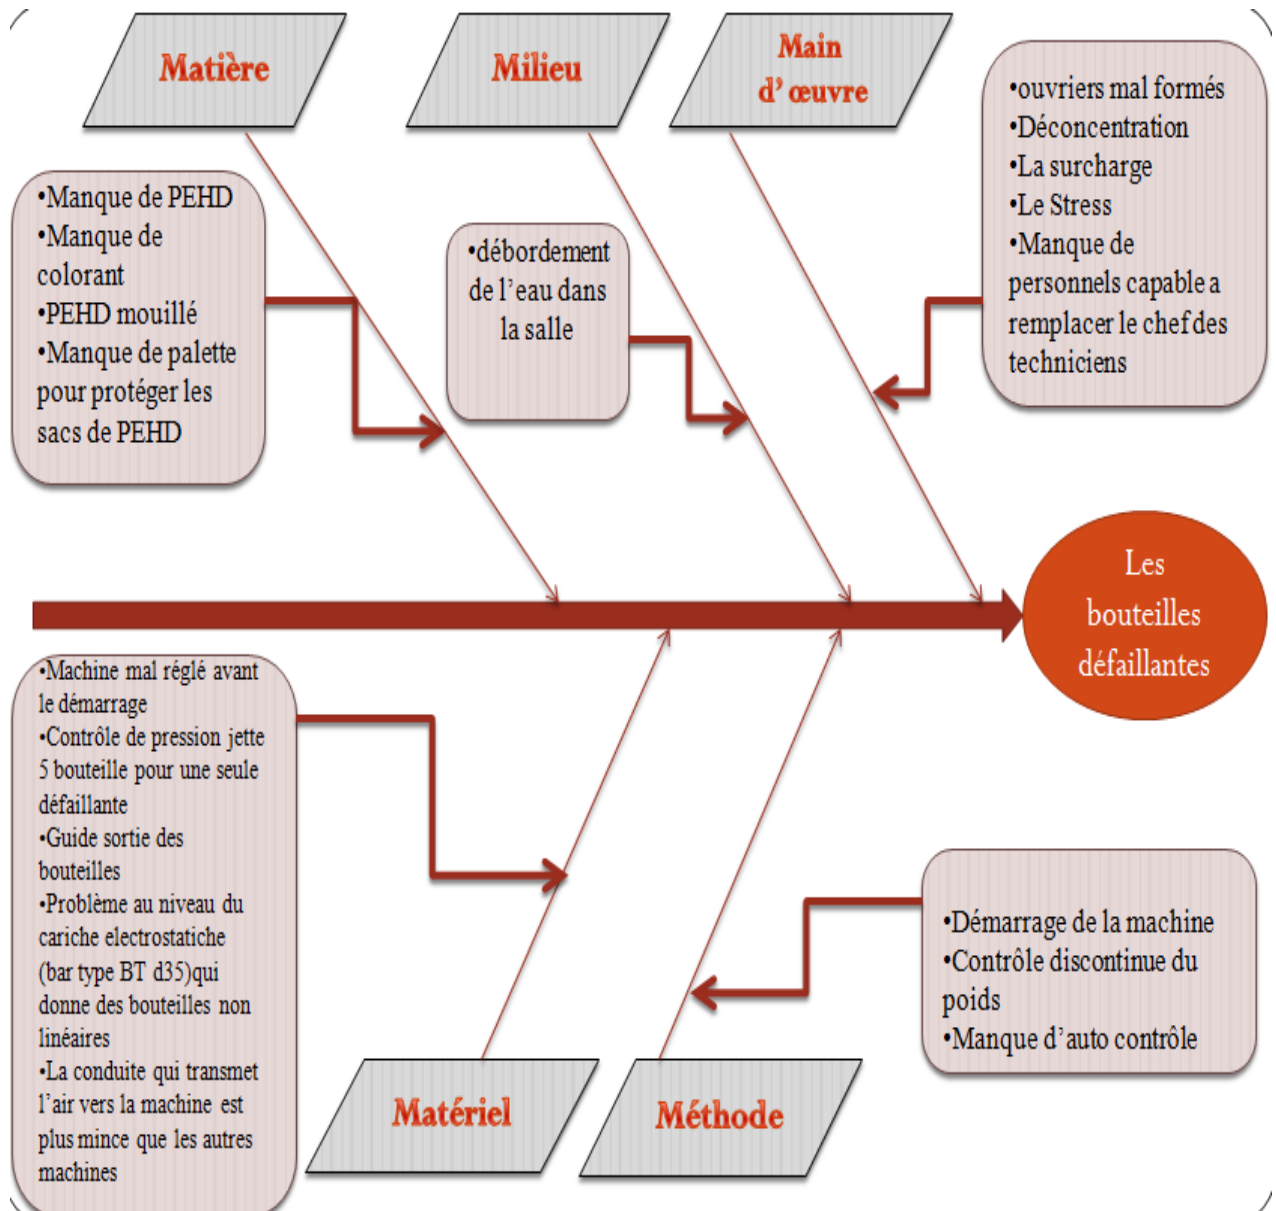 Matière
Milieu
Main
d’ œuvre
•Manque de PEHD
•Manque de
colorant
•PEHD mouillé
•Manque de palette
pour protéger les
sacs de PEHD
•débordement
de l’eau dans
la salle
•ouvriers mal formés
•Déconcentration
•La surcharge
•Le Stress
•Manque de
personnels capable a
remplacer le chef des
techniciens
Les
bouteilles
défaillantes
•Machine mal réglé avant
le démarrage
•Contrôle de pression jette
5 bouteille pour une seule
défaillante
•Guide sortie des
bouteilles
•Problème au niveau du
cariche electrostatiche
(bar type BT d35)qui
donne des bouteilles non
linéaires
•La conduite qui transmet
l’air vers la machine est
plus mince que les autres
machines
•Démarrage de la machine
•Contrôle discontinue du
poids
•Manque d’auto contrôle
Matériel
Méthode